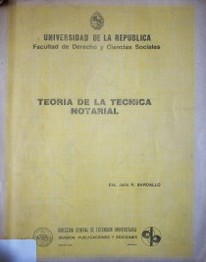 UNIVERSIDAD DE LA REPUBLICA
Facultad de Derecho y Ciencias Sociales
TEORIA DE LA TECNICA
NOTARIAL
Esc. Julio R. BARDALLO
DIRECCION GENERAL DE EXTENSION UNIVERSITARIA
DIVISION PUBLICACIONES Y EDICIONES